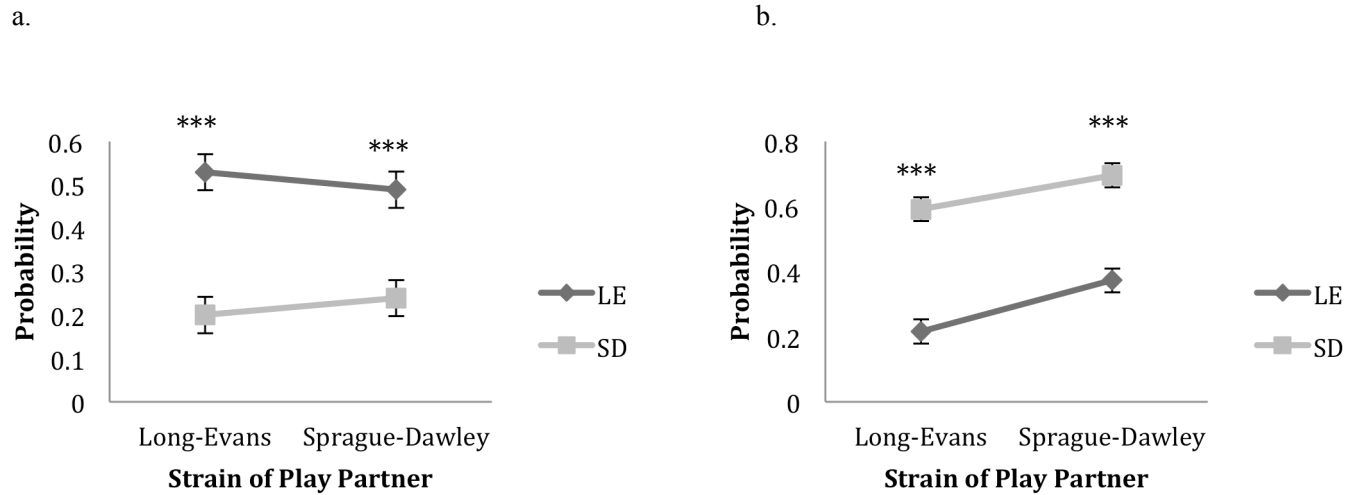 a.
***
***
0.6
0.5
0.4
0.3
0.2
0.1
0
Probability
Long-Evans Sprague-Dawley
Strain of Play Partner
LE
SD
b.
***
***
0.8
0.6
0.4
0.2
0
Probability
Long-Evans Sprague-Dawley
Strain of Play Partner
LE
SD